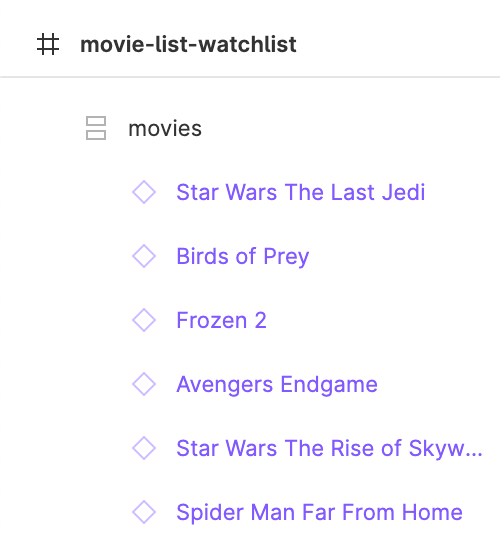 movie-list-watchlist
movies
Star Wars The Last Jedi
Birds of Prey
Frozen 2
Avengers Endgame
Star Wars The Rise of Skyw...
Spider Man Far From Home